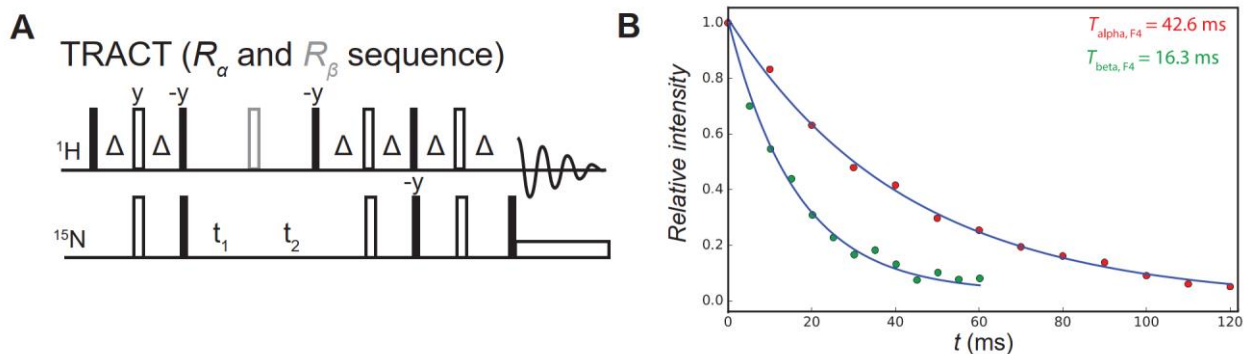 A
TRACT (Rα and Rβ sequence)
y -y -y
¹H Δ Δ Δ Δ Δ Δ
-y
¹⁵N t₁ t₂
B
Talpha, F4 = 42.6 ms
Tbeta, F4 = 16.3 ms
Relative intensity
1.0
0.8
0.6
0.4
0.2
0.0
0 20 40 60 80 100 120
t (ms)